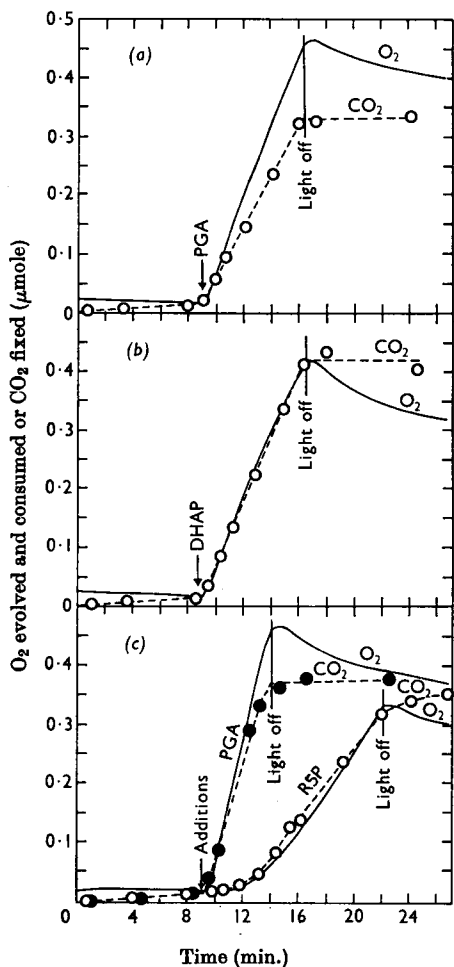 O₂ evolved and consumed or CO₂ fixed (μmole)
0·5
0·4
0·3
0·2
0·1
0
(a)
O₂
CO₂
Light off
PGA
0·4
0·3
0·2
0·1
0
(b)
CO₂
O₂
Light off
DHAP
0·4
0·3
0·2
0·1
(c)
O₂
CO₂
CO₂
O₂
PGA
Light off
R5P
Light off
Additions
0 4 8 12 16 20 24
Time (min.)